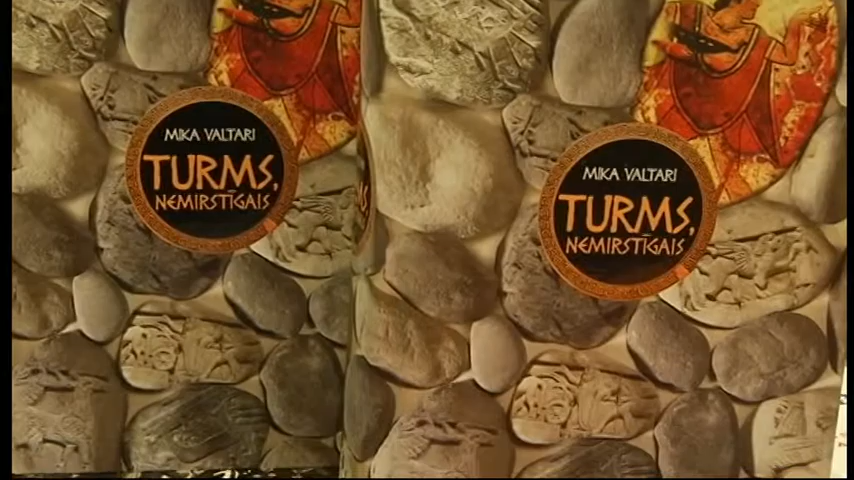 MIKA VALTARI
TURMS,
NEMIRSTĪGAIS
MIKA VALTARI
TURMS,
NEMIRSTĪGAIS